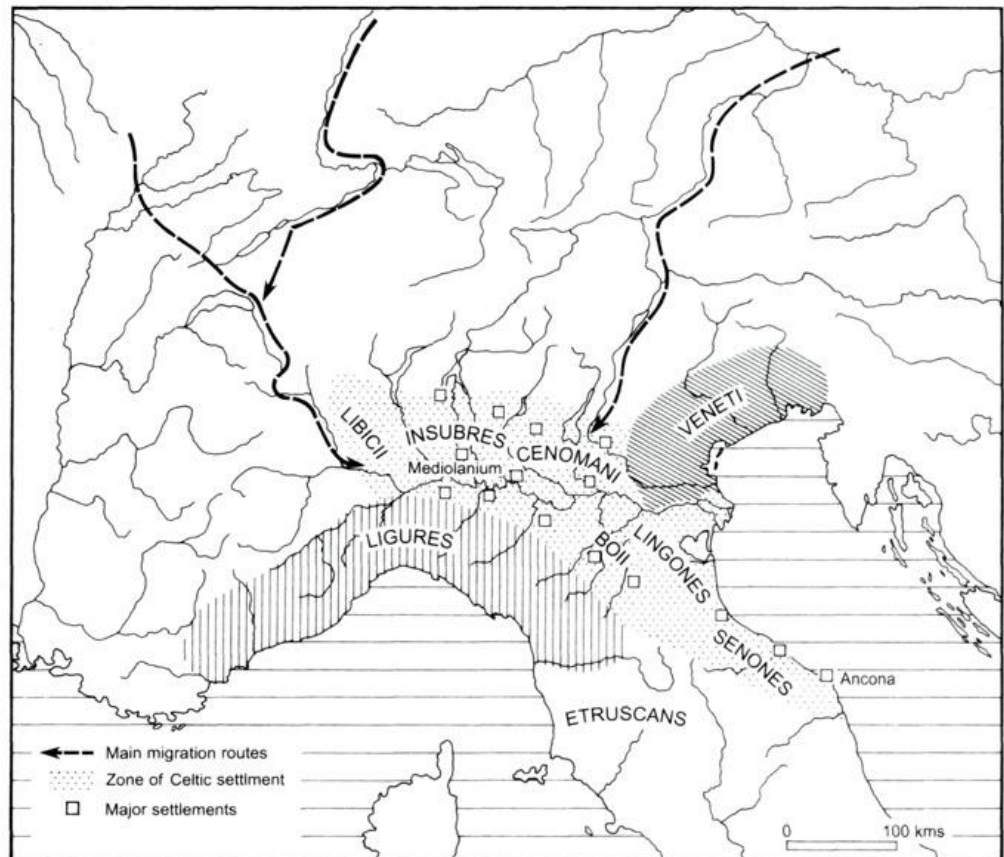 VENETI
LIBICII
INSUBRES
CENOMANI
Mediolanium
LIGURES
BOII
LINGONES
SENONES
Ancona
ETRUSCANS
Main migration routes
Zone of Celtic settlment
Major settlements
0 100 kms